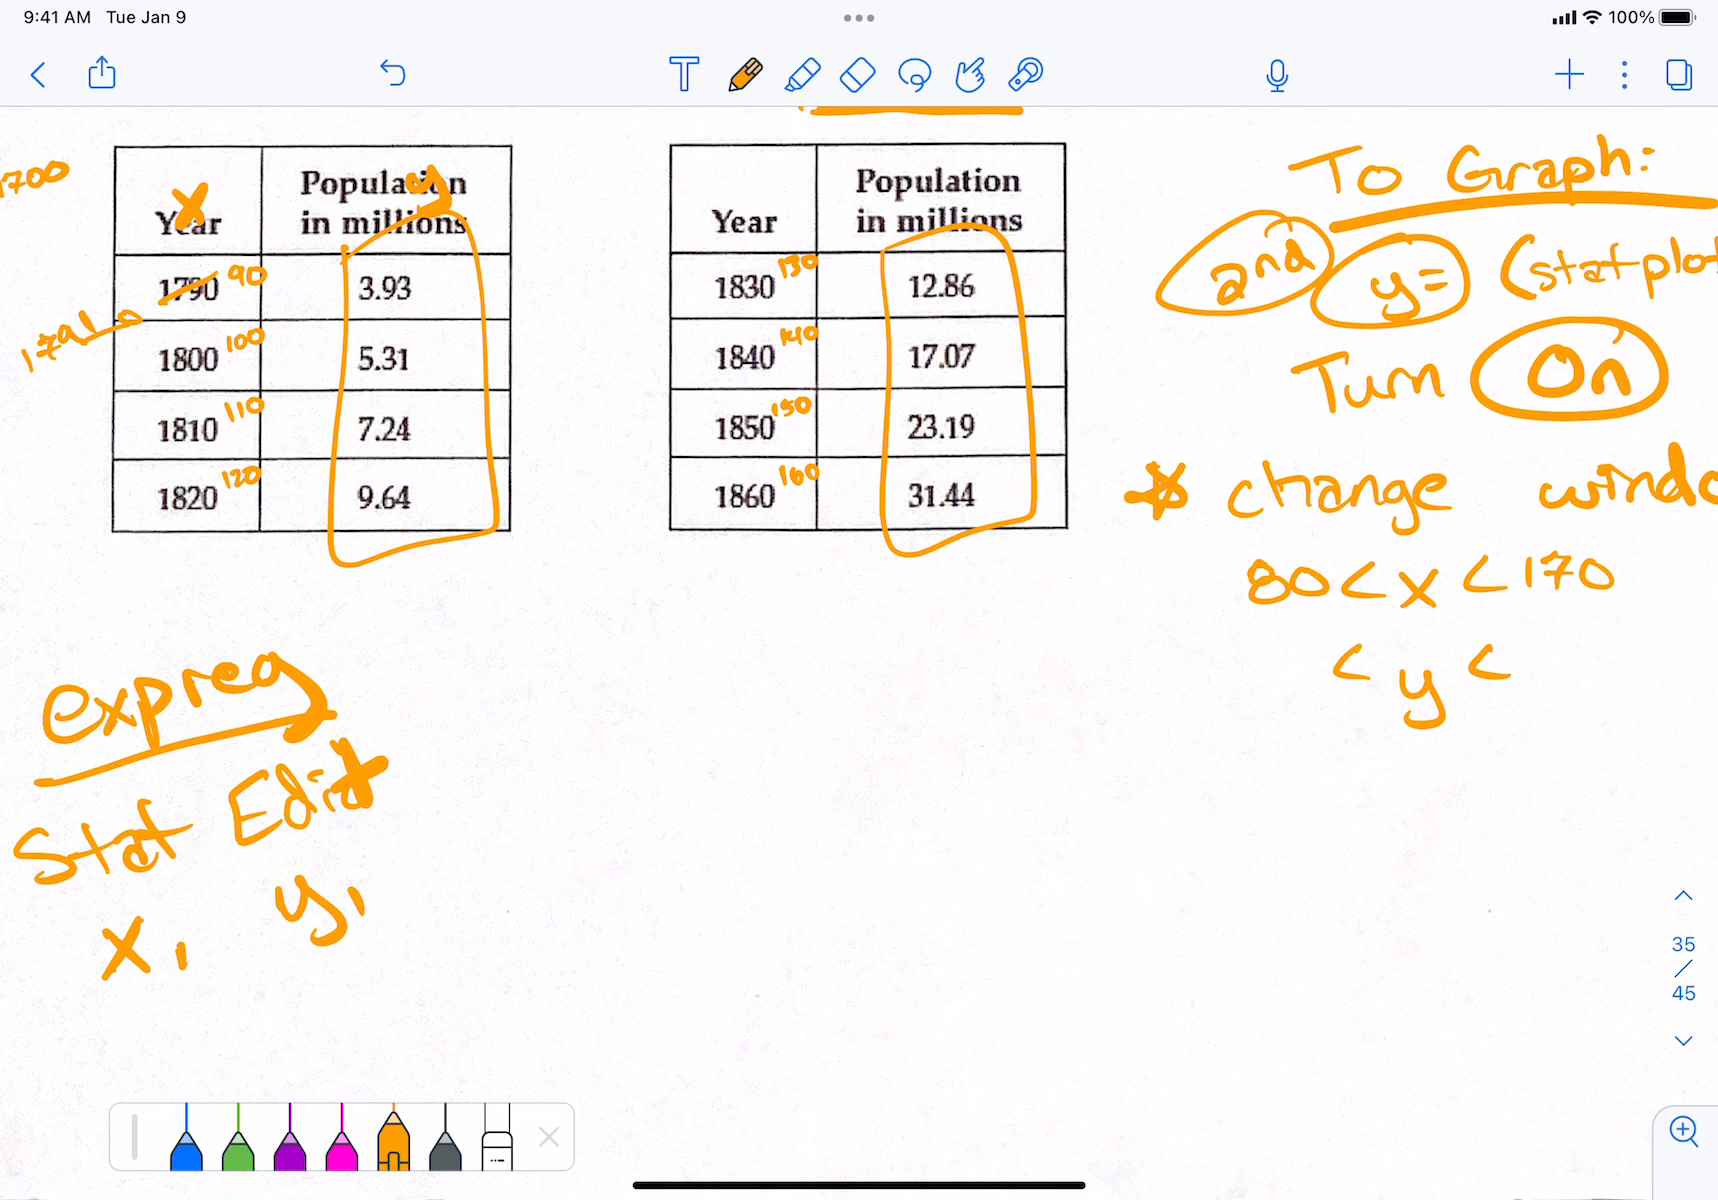 9:41 AM Tue Jan 9
100%
1700
x
Year
Population
in millions
y
1790 90
3.93
1800 100
5.31
1810 110
7.24
1820 120
9.64
Year
Population
in millions
1830 130
12.86
1840 140
17.07
1850 150
23.19
1860 160
31.44
To Graph:
2nd y= (statplot
Turn On
* change windo
80<x<170
< y <
expreg
Stat Edit
x, y,
35
/
45